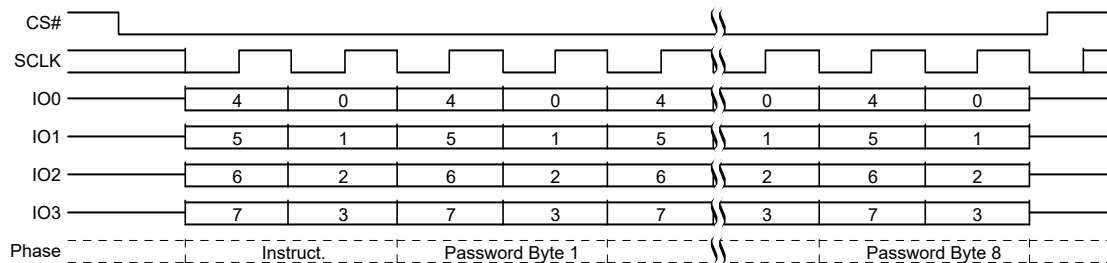 CS#
SCLK
IO0 4 0 4 0 4 0 4 0
IO1 5 1 5 1 5 1 5 1
IO2 6 2 6 2 6 2 6 2
IO3 7 3 7 3 7 3 7 3
Phase Instruct. Password Byte 1 Password Byte 8